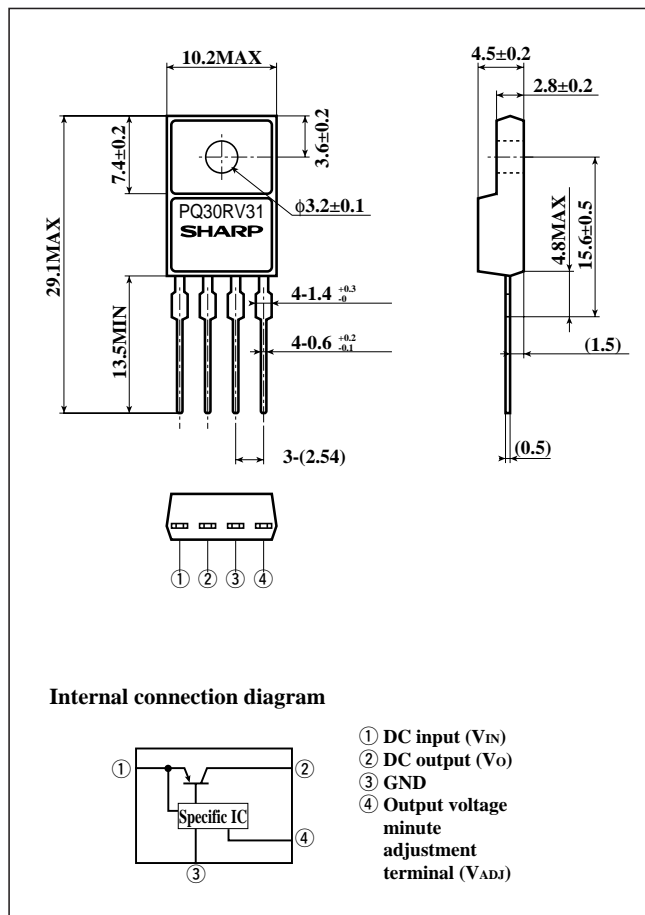 10.2MAX
4.5±0.2
2.8±0.2
7.4±0.2
3.6±0.2
29.1MAX
PQ30RV31
SHARP
ϕ3.2±0.1
4.8MAX
15.6±0.5
13.5MIN
4-1.4 +0.3 -0
4-0.6 +0.2 -0.1
(1.5)
3-(2.54)
(0.5)
① ② ③ ④
Internal connection diagram
① DC input (VIN)
② DC output (VO)
③ GND
④ Output voltage
minute
adjustment
terminal (VADJ)
①
②
Specific IC
④
③